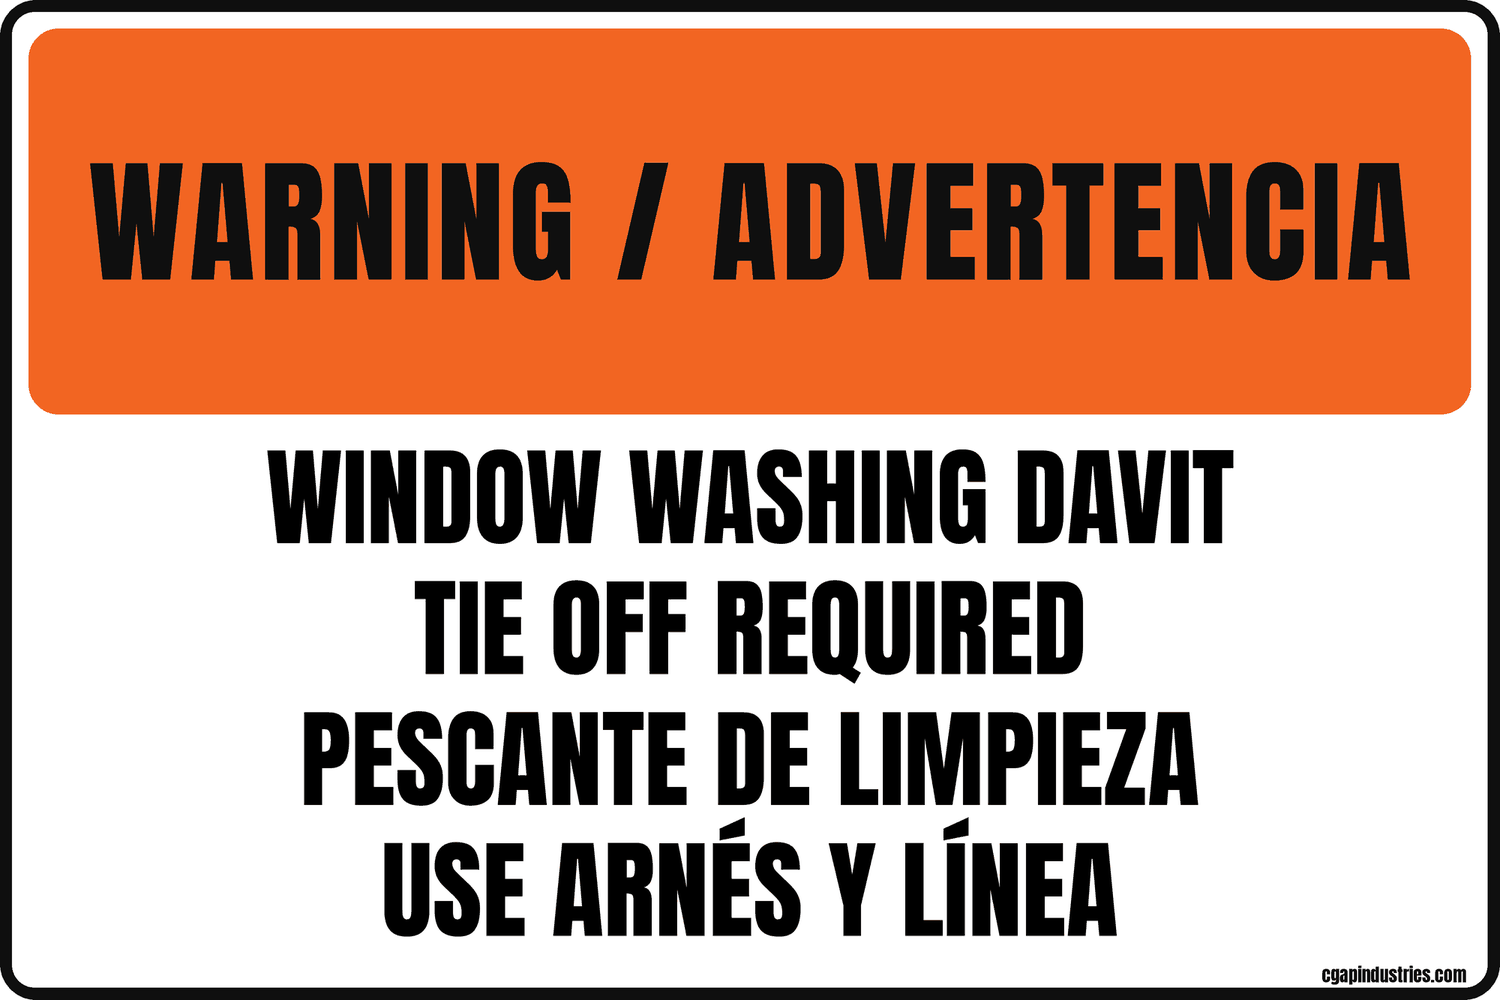 WARNING / ADVERTENCIA
WINDOW WASHING DAVIT
TIE OFF REQUIRED
PESCANTE DE LIMPIEZA
USE ARNÉS Y LÍNEA
cgapindustries.com